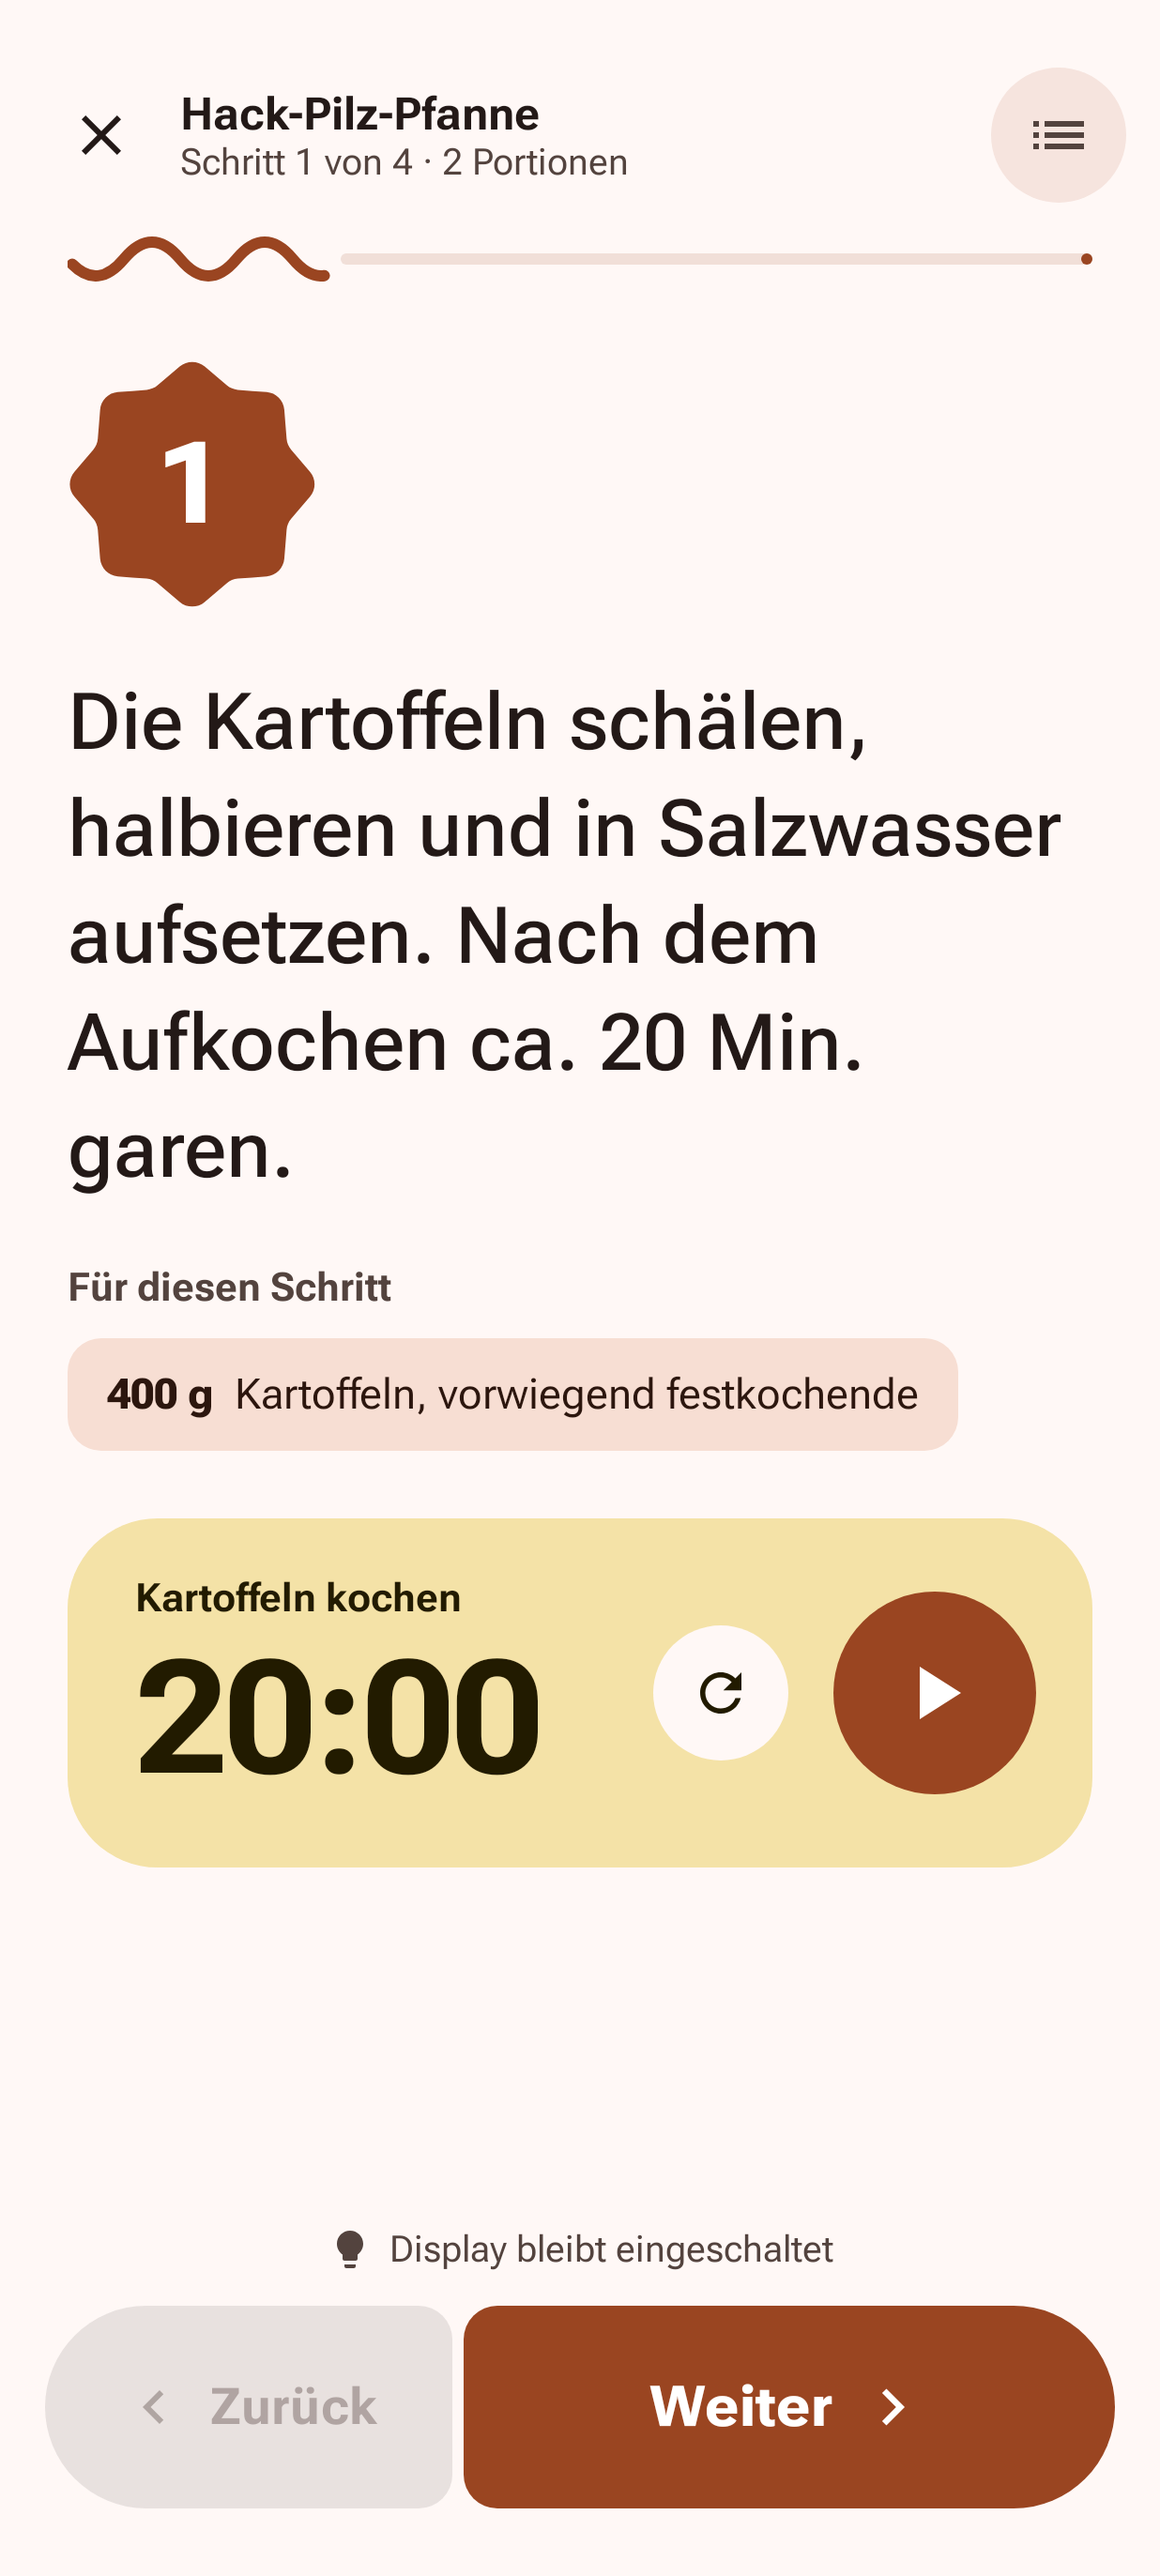 Hack-Pilz-Pfanne
Schritt 1 von 4 · 2 Portionen
1
Die Kartoffeln schälen,
halbieren und in Salzwasser
aufsetzen. Nach dem
Aufkochen ca. 20 Min.
garen.
Für diesen Schritt
400 g Kartoffeln, vorwiegend festkochende
Kartoffeln kochen
20:00
Display bleibt eingeschaltet
Zurück
Weiter